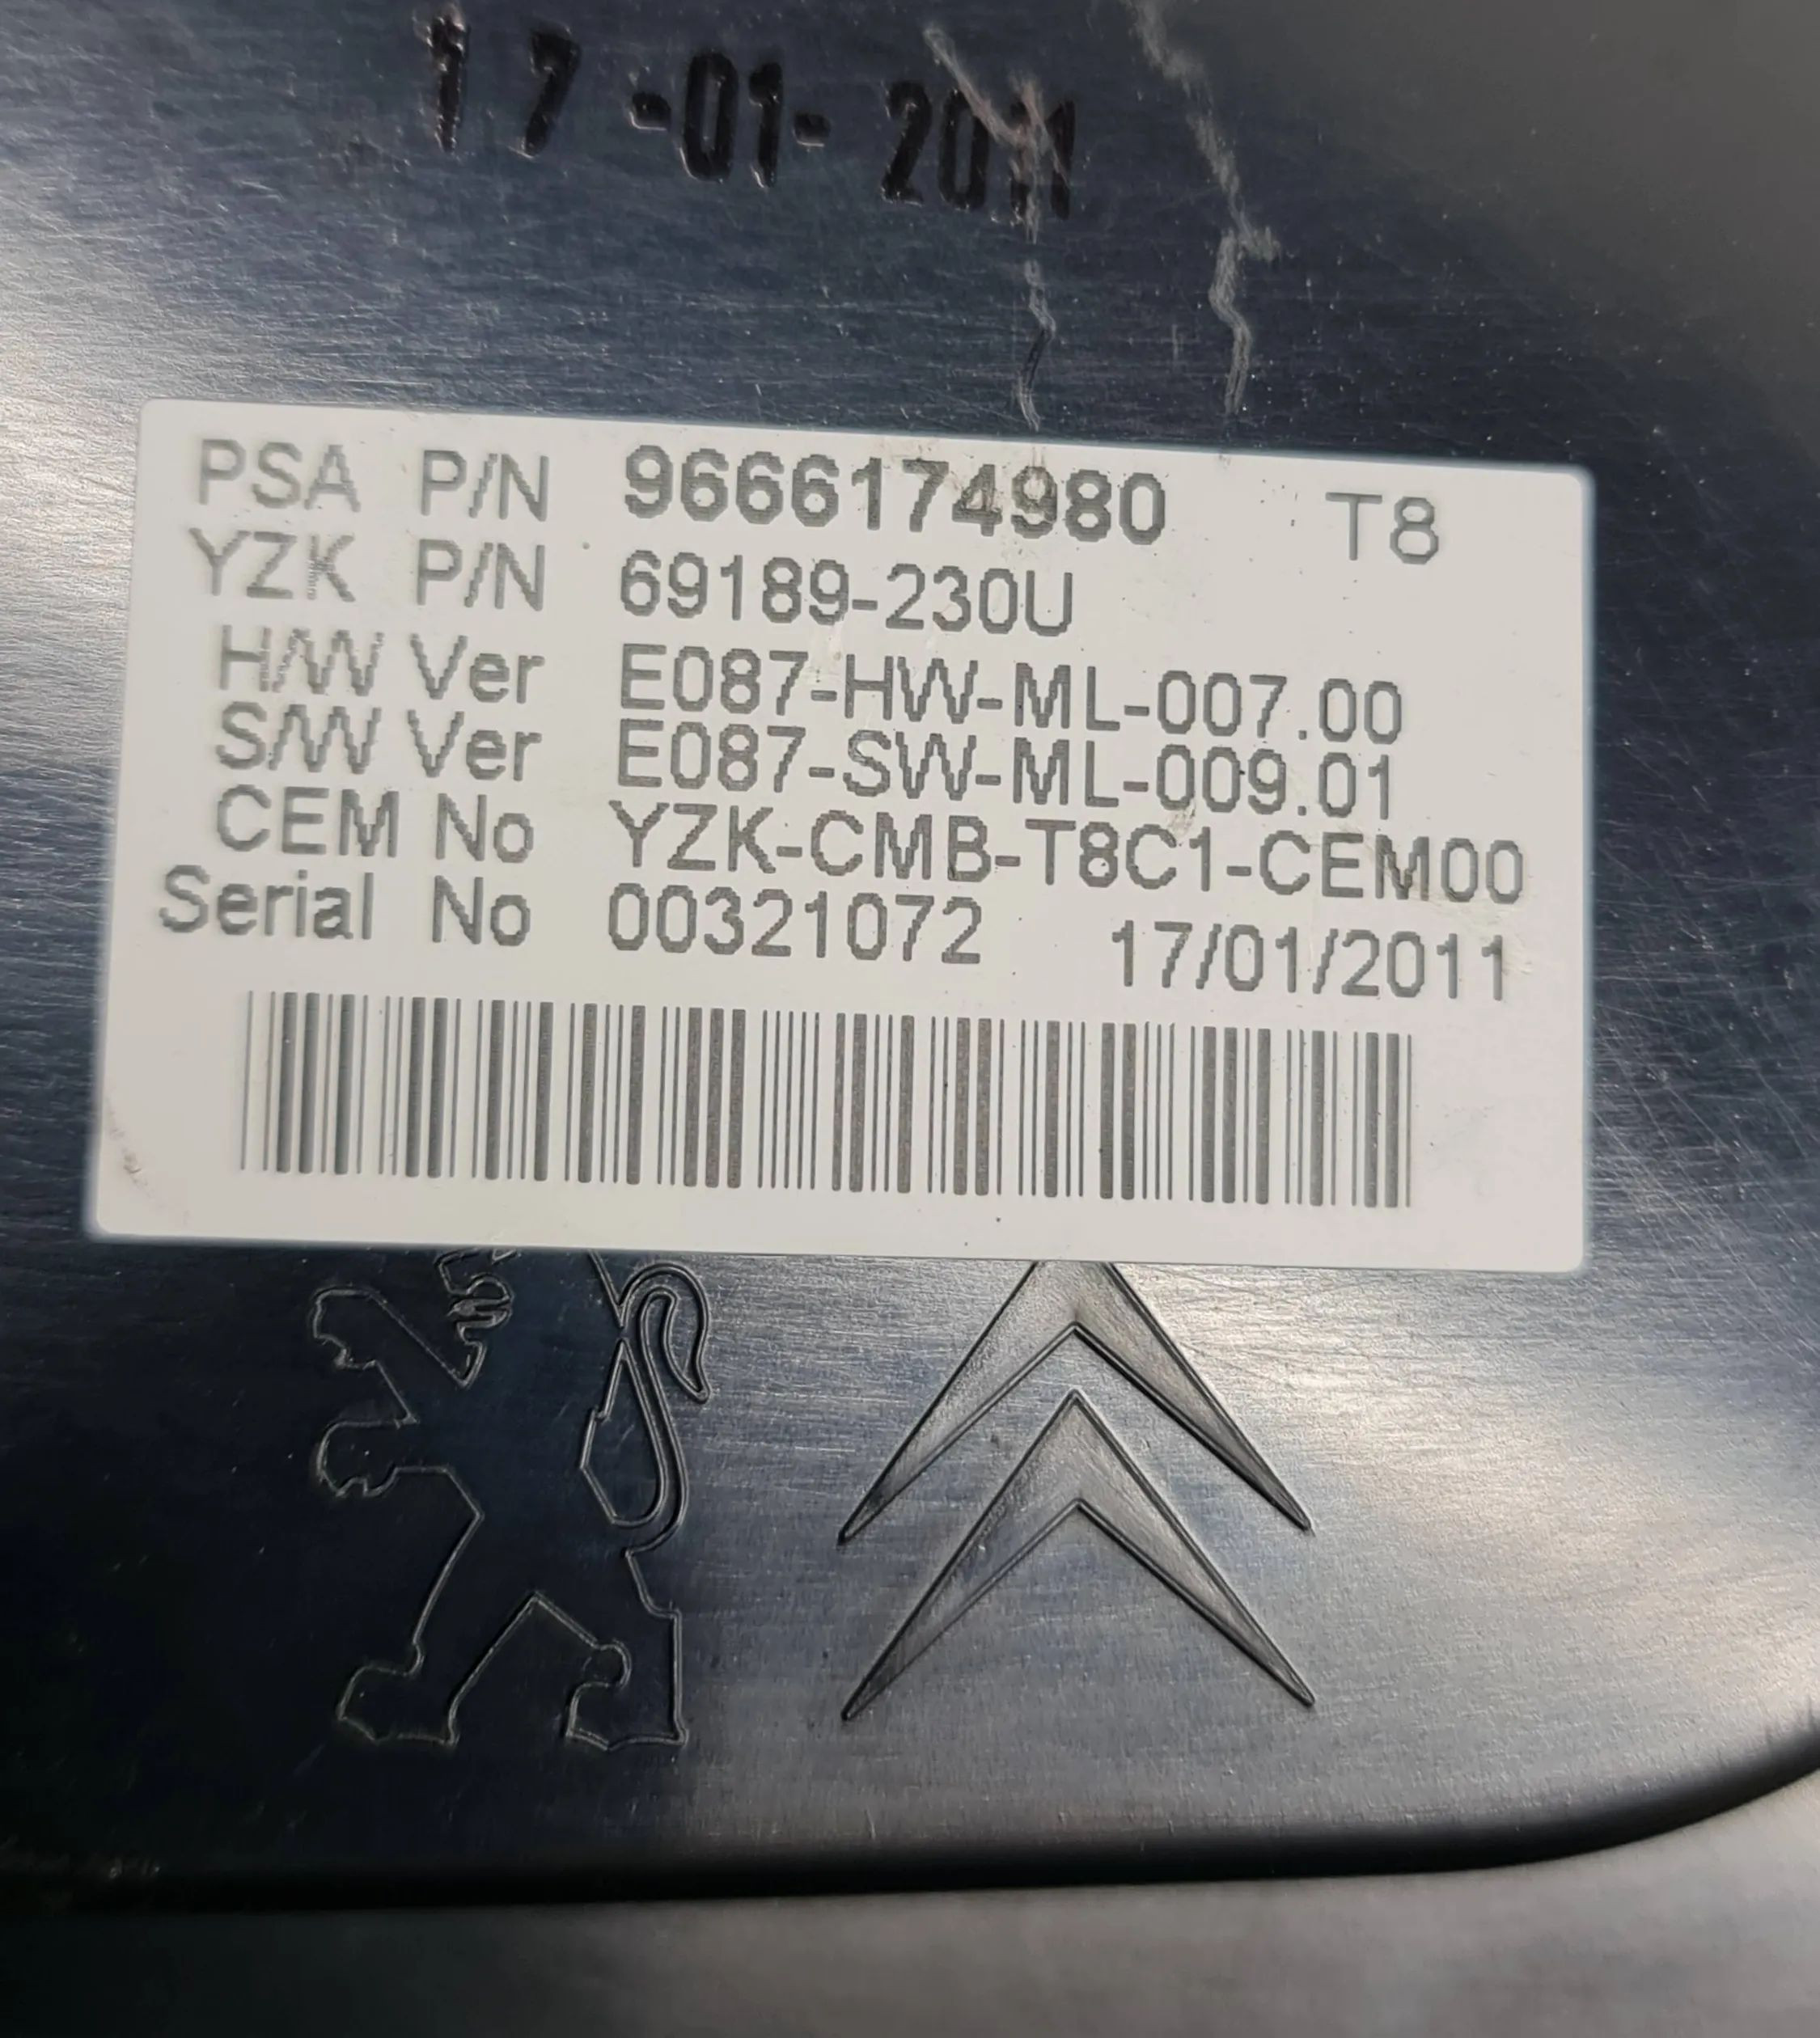 17-01-2011
PSA P/N 9666174980 T8
YZK P/N 69189-230U
H/W Ver E087-HW-ML-007.00
S/W Ver E087-SW-ML-009.01
CEM No YZK-CMB-T8C1-CEM00
Serial No 00321072 17/01/2011